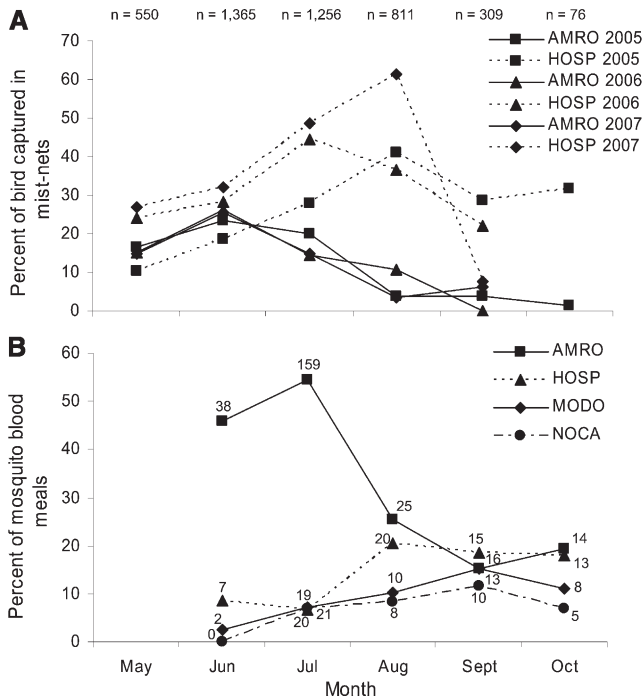 A
n = 550 n = 1,365 n = 1,256 n = 811 n = 309 n = 76
Percent of bird captured in
mist-nets
70
60
50
40
30
20
10
0
AMRO 2005
HOSP 2005
AMRO 2006
HOSP 2006
AMRO 2007
HOSP 2007
B
Percent of mosquito blood
meals
60
50
40
30
20
10
0
AMRO
HOSP
MODO
NOCA
38
159
25
7
20
15
16
14
13
2
19
10
13
8
0
20
21
8
10
5
May Jun Jul Aug Sept Oct
Month